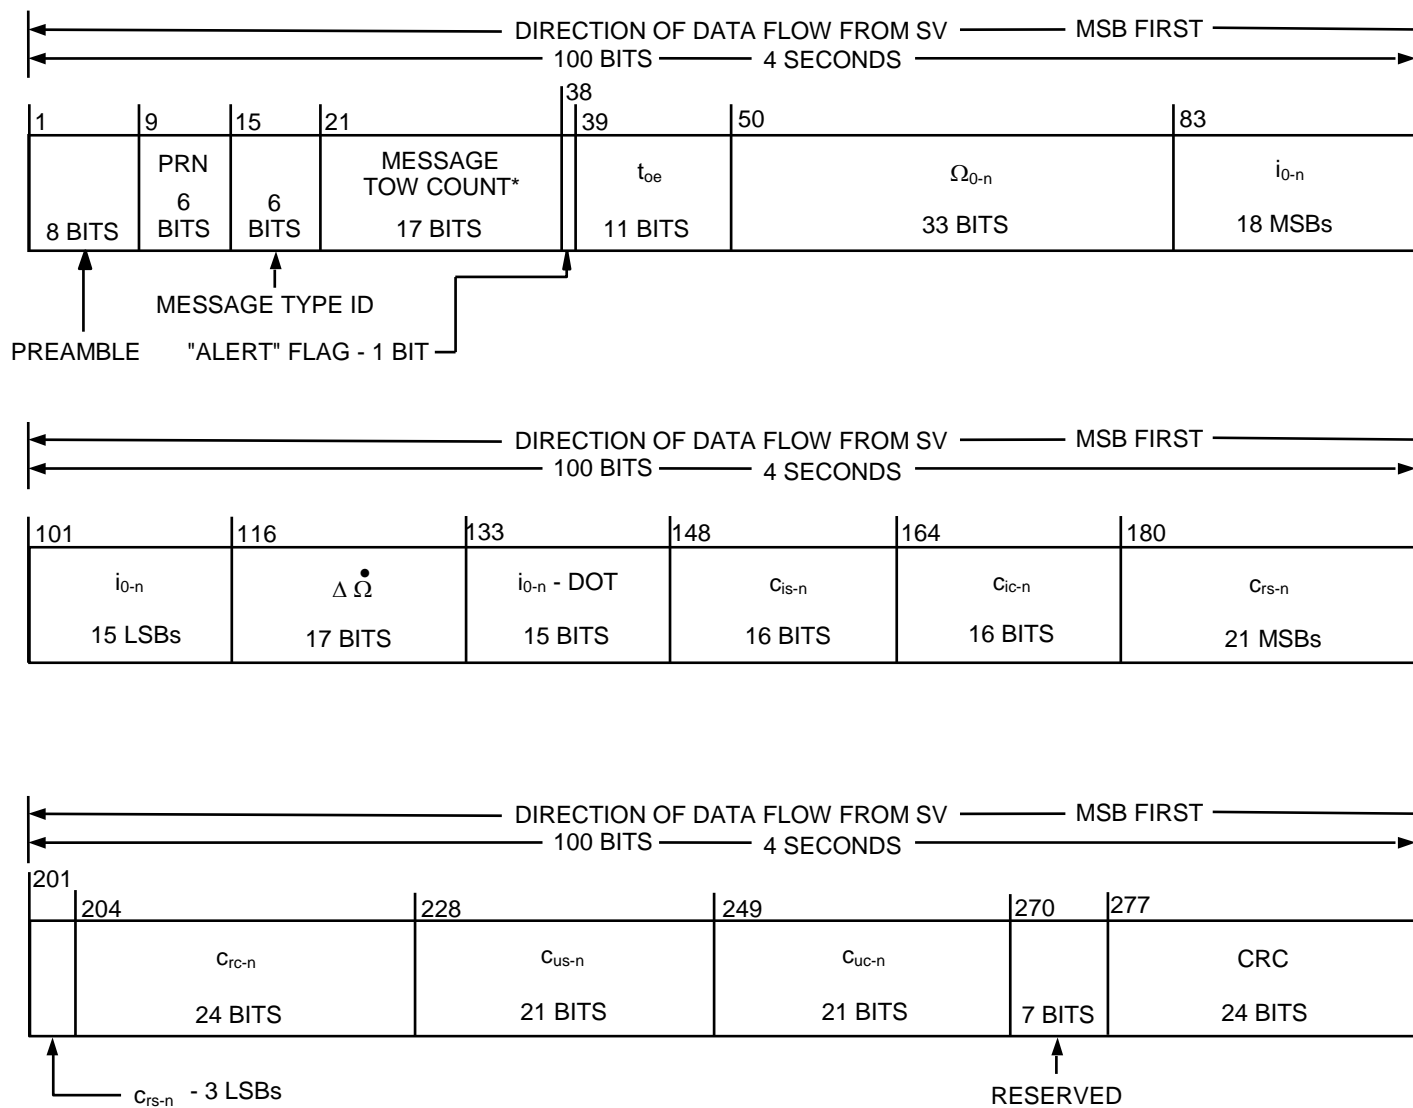 DIRECTION OF DATA FLOW FROM SV MSB FIRST
100 BITS 4 SECONDS
1 9 15 21 38 39 50 83
PRN MESSAGE TOW COUNT* t_oe Ω_0-n i_0-n
8 BITS 6 BITS 6 BITS 17 BITS 11 BITS 33 BITS 18 MSBs
MESSAGE TYPE ID
PREAMBLE "ALERT" FLAG - 1 BIT
DIRECTION OF DATA FLOW FROM SV MSB FIRST
100 BITS 4 SECONDS
101 116 133 148 164 180
i_0-n Δ Ω̇ i_0-n - DOT c_is-n c_ic-n c_rs-n
15 LSBs 17 BITS 15 BITS 16 BITS 16 BITS 21 MSBs
DIRECTION OF DATA FLOW FROM SV MSB FIRST
100 BITS 4 SECONDS
201 204 228 249 270 277
c_rc-n c_us-n c_uc-n CRC
24 BITS 21 BITS 21 BITS 7 BITS 24 BITS
c_rs-n - 3 LSBs RESERVED